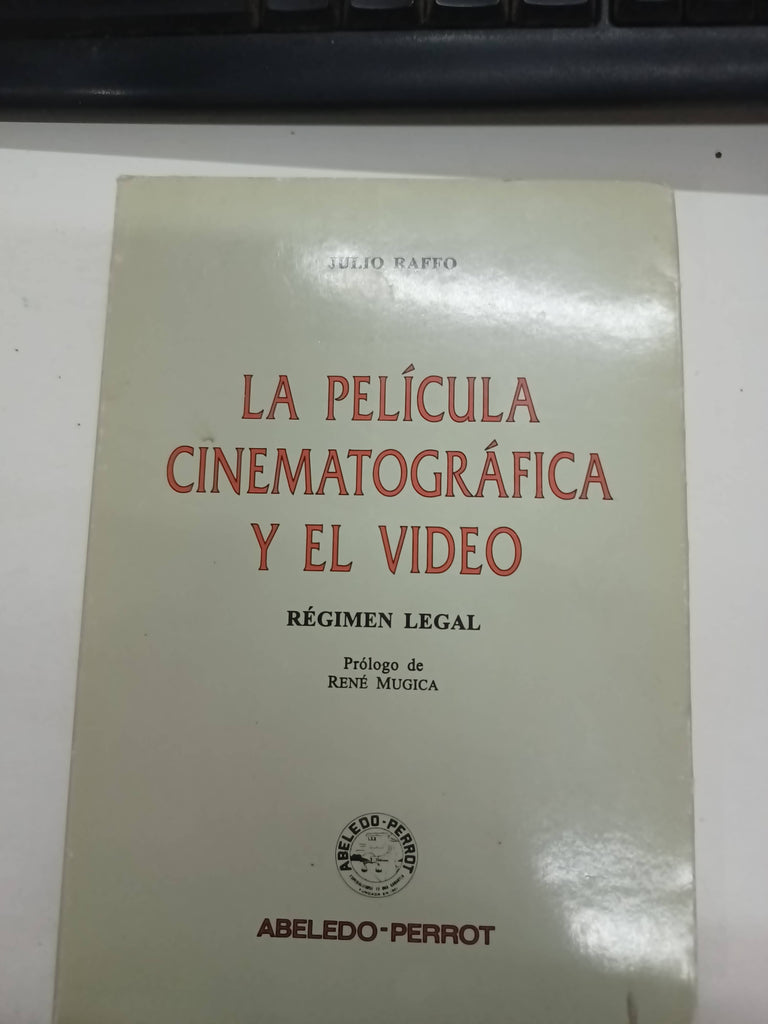 JULIO RAFFO
LA PELÍCULA
CINEMATOGRÁFICA
Y EL VIDEO
RÉGIMEN LEGAL
Prólogo de
RENÉ MUGICA
ABELEDO-PERROT
ABELEDO-PERROT